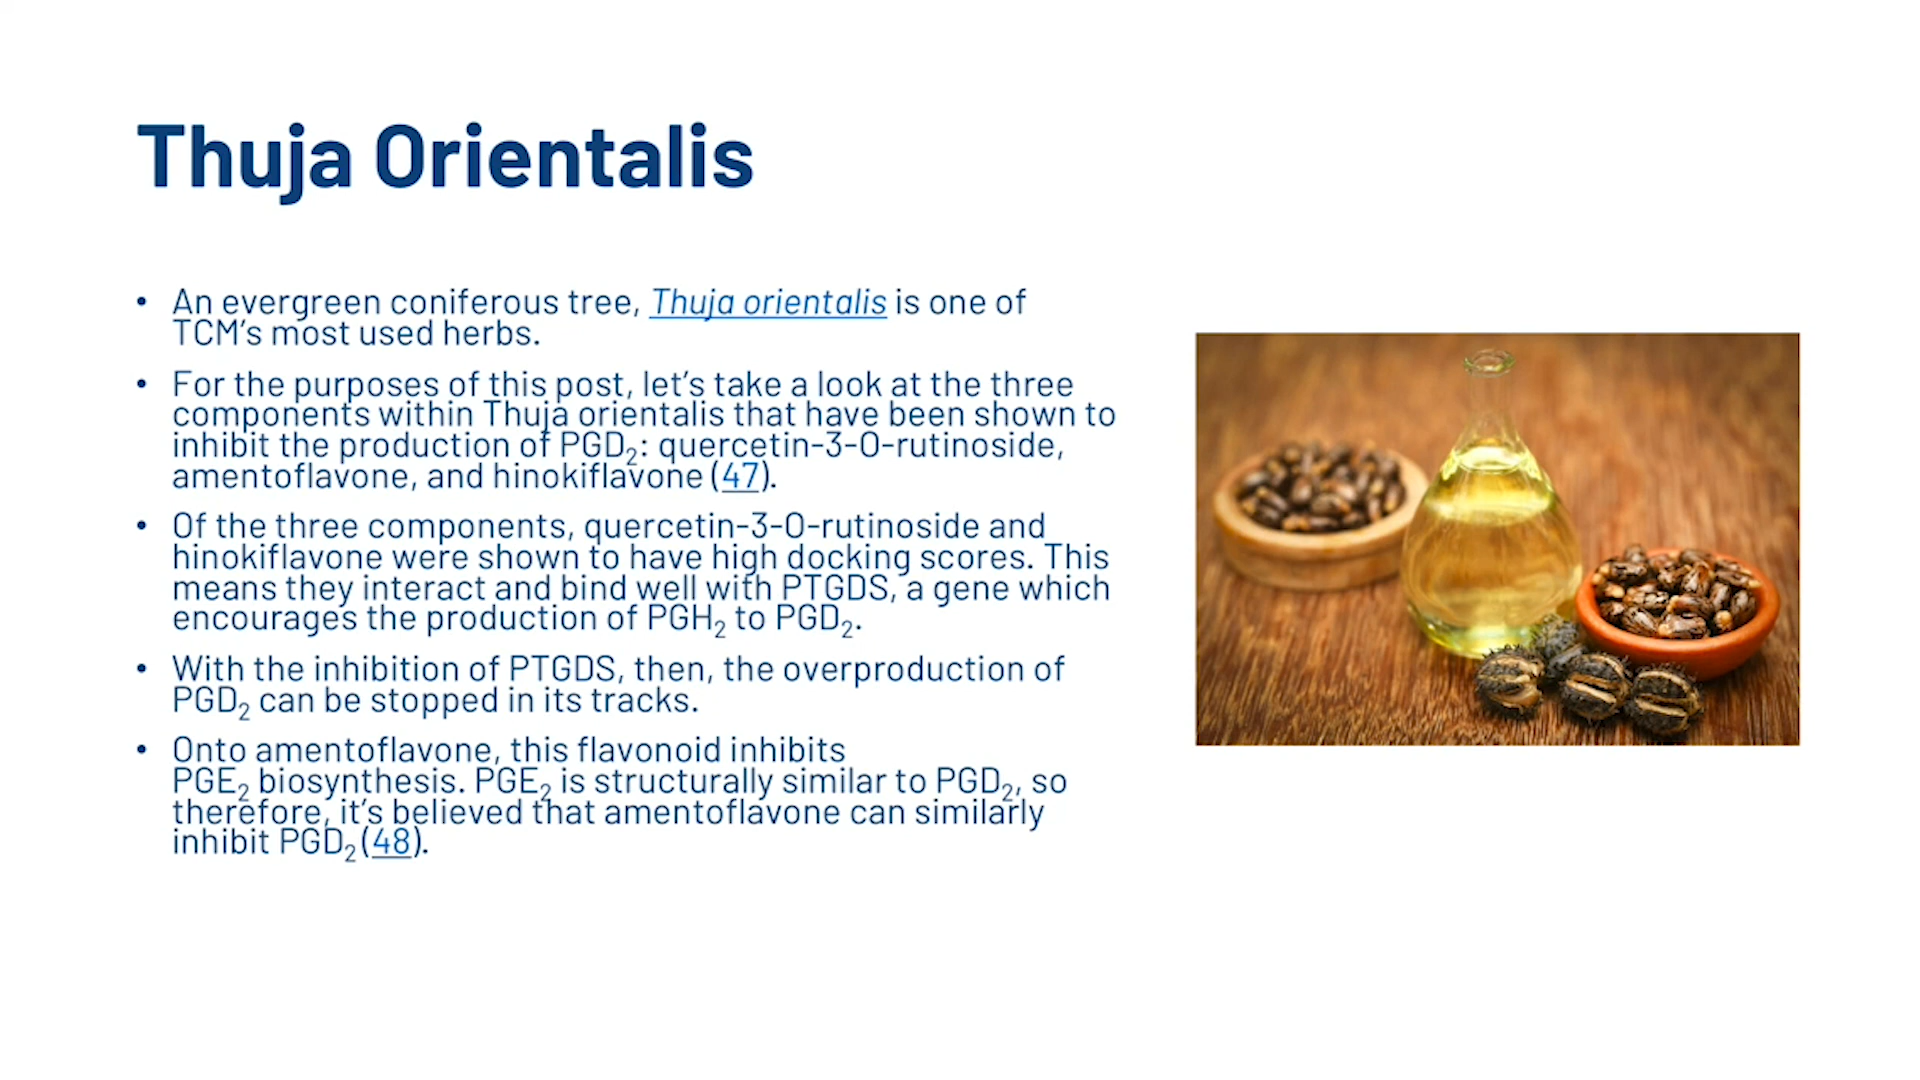 Thuja Orientalis
• An evergreen coniferous tree, Thuja orientalis is one of
TCM's most used herbs.
• For the purposes of this post, let's take a look at the three
components within Thuja orientalis that have been shown to
inhibit the production of PGD₂: quercetin-3-O-rutinoside,
amentoflavone, and hinokiflavone (47).
• Of the three components, quercetin-3-O-rutinoside and
hinokiflavone were shown to have high docking scores. This
means they interact and bind well with PTGDS, a gene which
encourages the production of PGH₂ to PGD₂.
• With the inhibition of PTGDS, then, the overproduction of
PGD₂ can be stopped in its tracks.
• Onto amentoflavone, this flavonoid inhibits
PGE₂ biosynthesis. PGE₂ is structurally similar to PGD₂, so
therefore, it's believed that amentoflavone can similarly
inhibit PGD₂ (48).